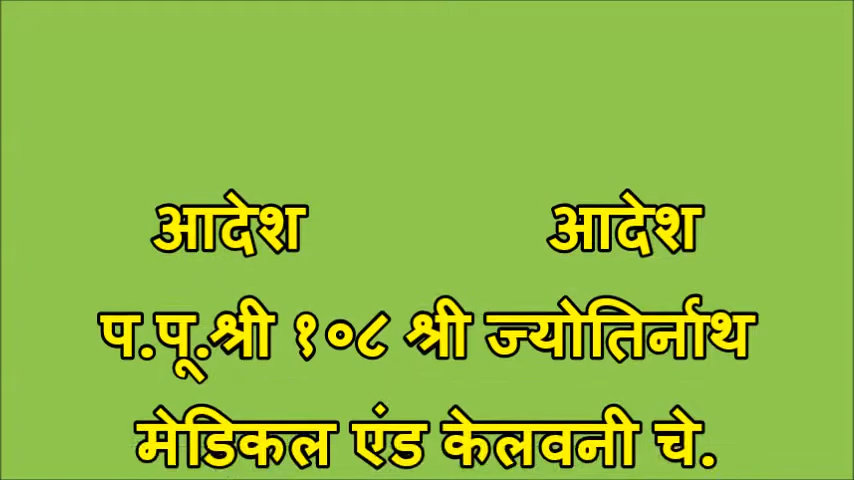 आदेश आदेश
प.पू.श्री १०८ श्री ज्योतिर्नाथ
मेडिकल एंड केलवनी चे.